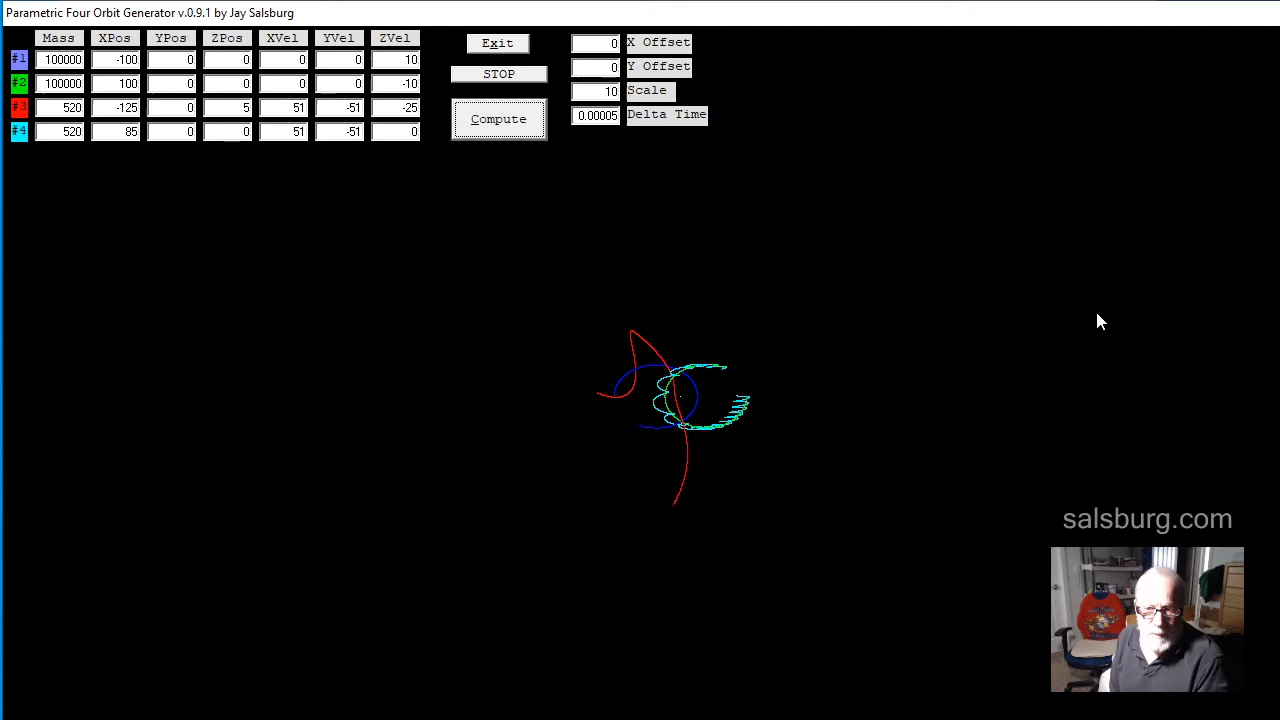 Parametric Four Orbit Generator v.0.9.1 by Jay Salsburg
Mass XPos YPos ZPos XVel YVel ZVel
#1 100000 -100 0 0 0 0 10
#2 100000 100 0 0 0 0 -10
#3 520 -125 0 5 51 -51 -25
#4 520 85 0 0 51 -51 0
Exit
STOP
Compute
0 X Offset
0 Y Offset
10 Scale
0.00005 Delta Time
salsburg.com